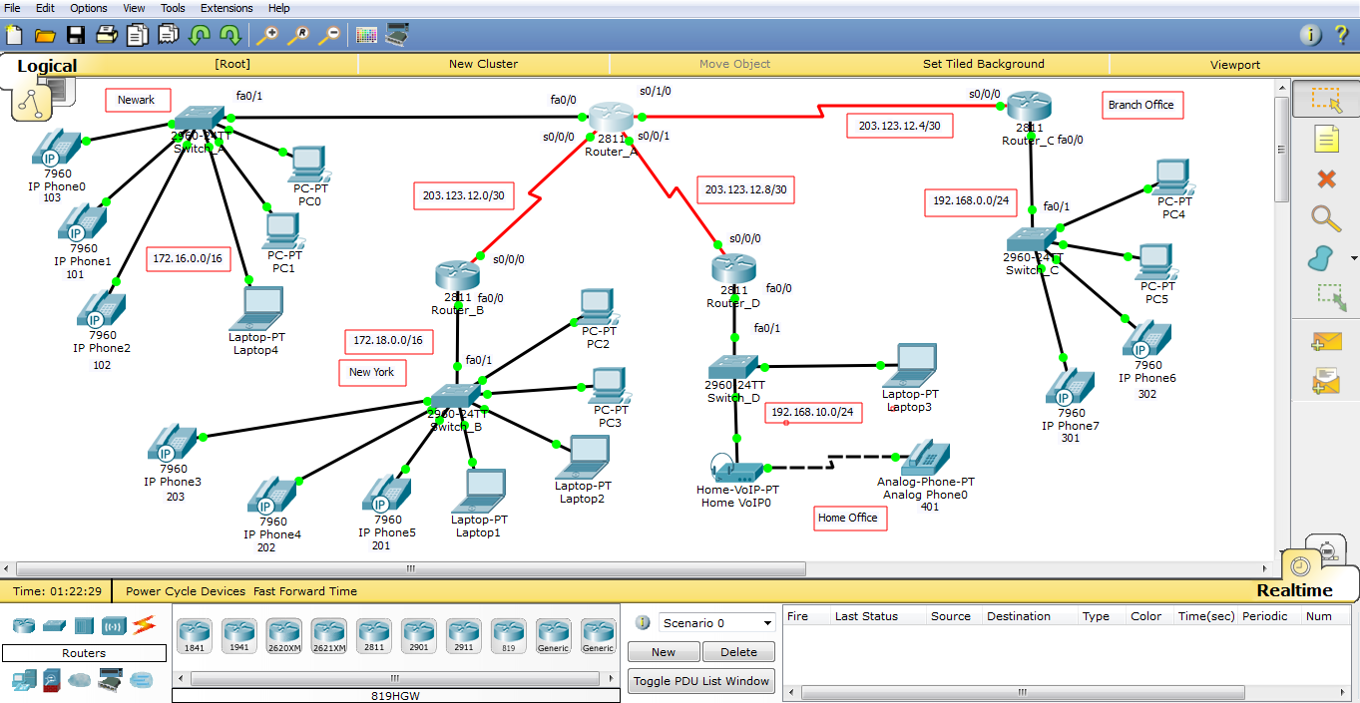 File Edit Options View Tools Extensions Help
Logical
[Root]
New Cluster
Move Object
Set Tiled Background
Viewport
Newark
fa0/1
2960-24TT
Switch_A
IP
7960
IP Phone0
103
IP
7960
IP Phone1
101
IP
7960
IP Phone2
102
172.16.0.0/16
PC-PT
PC0
PC-PT
PC1
Laptop-PT
Laptop4
fa0/0
s0/1/0
s0/0/0
s0/0/1
2811
Router_A
203.123.12.0/30
203.123.12.8/30
203.123.12.4/30
s0/0/0
2811
Router_C
fa0/0
Branch Office
192.168.0.0/24
fa0/1
2960-24TT
Switch_C
PC-PT
PC4
PC-PT
PC5
IP
7960
IP Phone6
302
IP
7960
IP Phone7
301
s0/0/0
2811
fa0/0
Router_B
172.18.0.0/16
New York
fa0/1
2960-24TT
Switch_B
PC-PT
PC2
PC-PT
PC3
Laptop-PT
Laptop2
Laptop-PT
Laptop1
IP
7960
IP Phone3
203
IP
7960
IP Phone4
202
IP
7960
IP Phone5
201
s0/0/0
2811
Router_D
fa0/0
fa0/1
2960-24TT
Switch_D
192.168.10.0/24
Laptop-PT
Laptop3
Home-VoIP-PT
Home VoIP0
Analog-Phone-PT
Analog Phone0
401
Home Office
Time: 01:22:29
Power Cycle Devices Fast Forward Time
Realtime
Routers
1841 1941 2620XM 2621XM 2811 2901 2911 819 Generic Generic
819HGW
Scenario 0
New
Delete
Toggle PDU List Window
Fire Last Status Source Destination Type Color Time(sec) Periodic Num